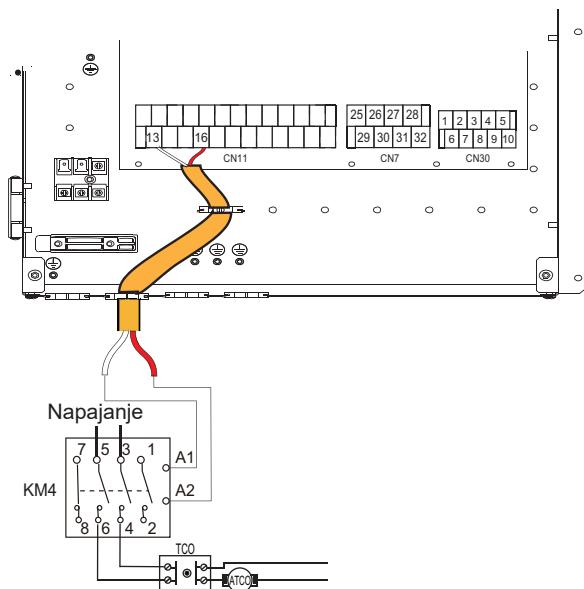 25 26 27 28
1 2 3 4 5
13 16
29 30 31 32
6 7 8 9 10
CN11 CN7 CN30
Napajanje
7 5 3 1
A1
KM4
A2
8 6 4 2
TCO
ATCO